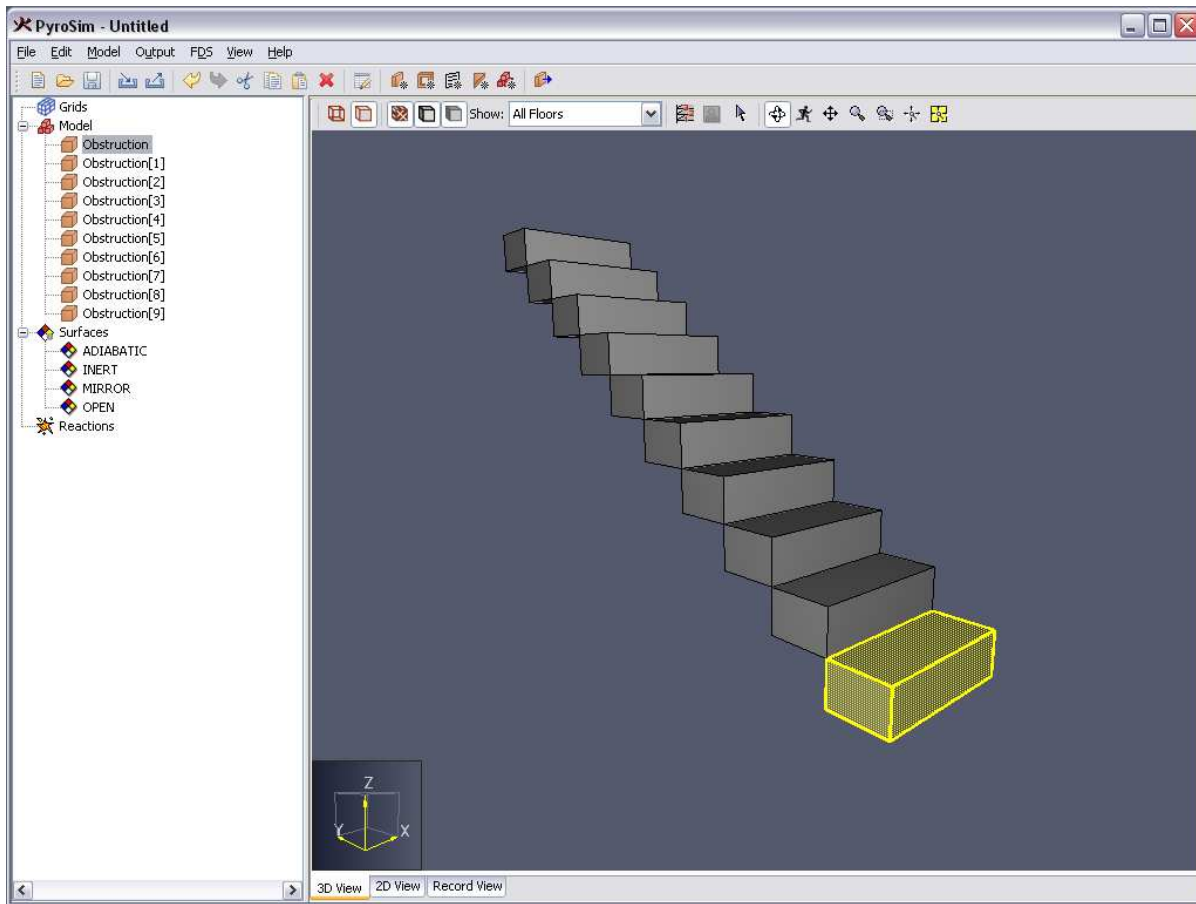 PyroSim - Untitled
File Edit Model Output FDS View Help
Show: All Floors
Grids
Model
Obstruction
Obstruction[1]
Obstruction[2]
Obstruction[3]
Obstruction[4]
Obstruction[5]
Obstruction[6]
Obstruction[7]
Obstruction[8]
Obstruction[9]
Surfaces
ADIABATIC
INERT
MIRROR
OPEN
Reactions
Z
Y
X
3D View 2D View Record View